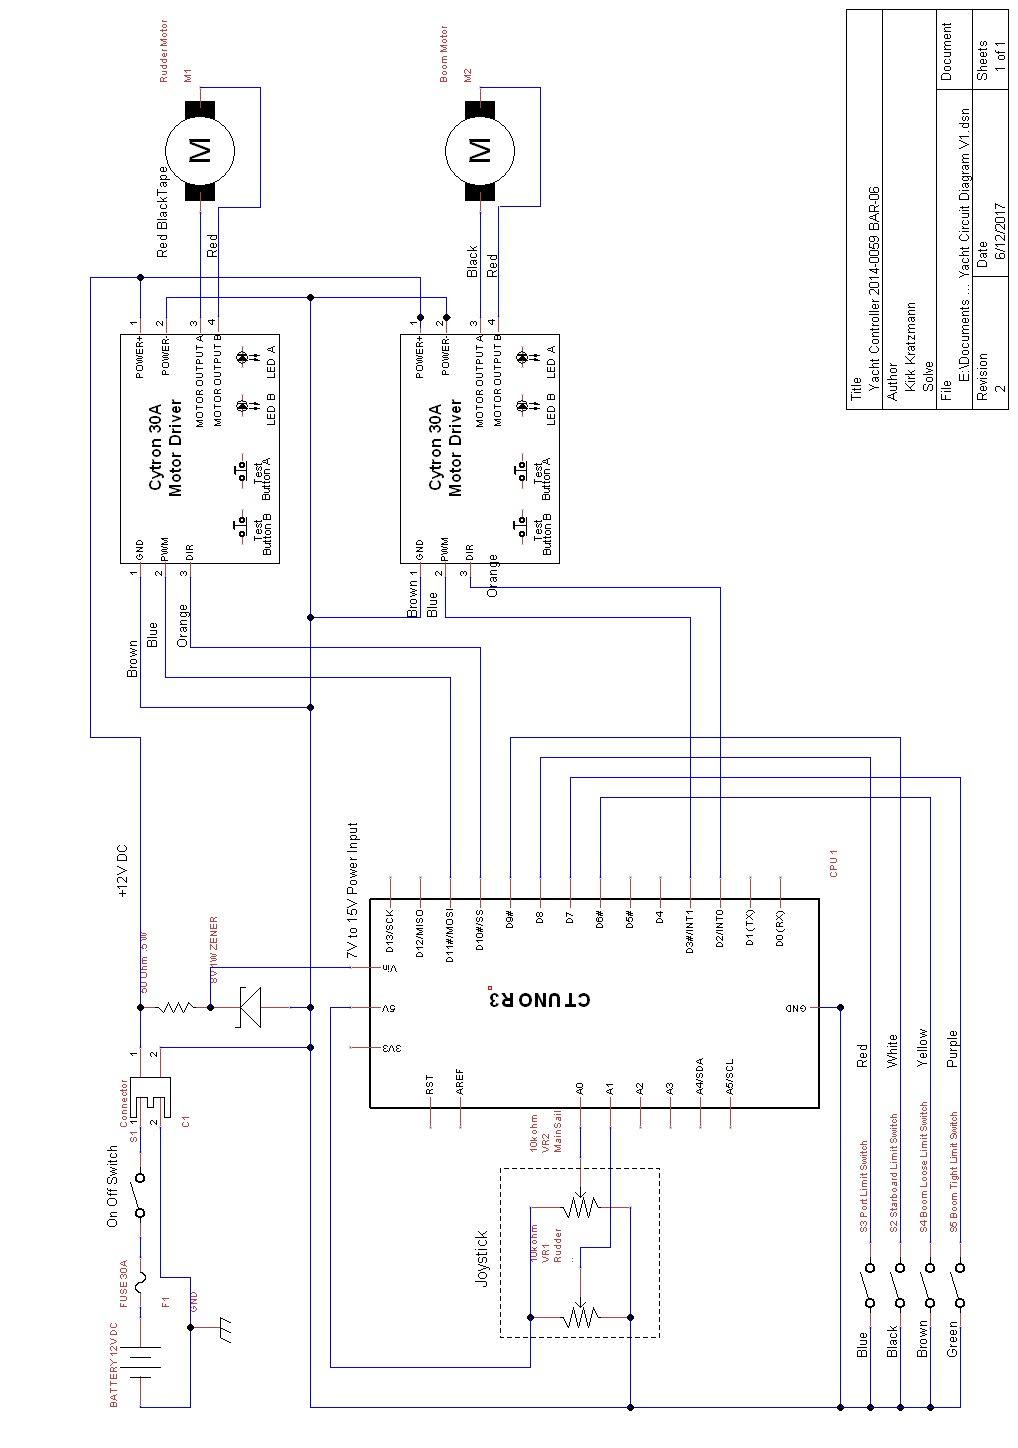 BATTERY 12V DC
FUSE 30A
F1
GND
On Off Switch
S1
Connector
1
2
1
2
C1
+12V DC
50 Ohm .5 W
8V 1W ZENER
7V to 15V Power Input
Brown
Blue
Orange
1 GND
2 PWM
3 DIR
Cytron 30A
Motor Driver
POWER+ 1
POWER- 2
MOTOR OUTPUT A 3
MOTOR OUTPUT B 4
Test
Button B
Test
Button A
LED B
LED A
Red BlackTape
Red
M
Rudder Motor
M1
Brown
Blue
Orange
1 GND
2 PWM
3 DIR
Cytron 30A
Motor Driver
POWER+ 1
POWER- 2
MOTOR OUTPUT A 3
MOTOR OUTPUT B 4
Test
Button B
Test
Button A
LED B
LED A
Black
Red
M
Boom Motor
M2
Joystick
10k ohm
VR1
Rudder
..
10k ohm
VR2
MainSail
3V3
5V
Vin
RST
AREF
A0
A1
A2
A3
A4/SDA
A5/SCL
CTUNOR3
D13/SCK
D12/MISO
D11#/MOSI
D10#/SS
D9#
D8
D7
D6#
D5#
D4
D3#/INT1
D2/INT0
D1(TX)
D0(RX)
GND
CPU 1
Blue S3 Port Limit Switch Red
Black S2 Starboard Limit Switch White
Brown S4 Boom Loose Limit Switch Yellow
Green S5 Boom Tight Limit Switch Purple
Title
Yacht Controller 2014-0059 BAR-06
Author
Kirk Kratzmann
Solve
File
E:\Documents ... Yacht Circuit Diagram V1.dsn
Document
Revision
2
Date
6/12/2017
Sheets
1 of 1